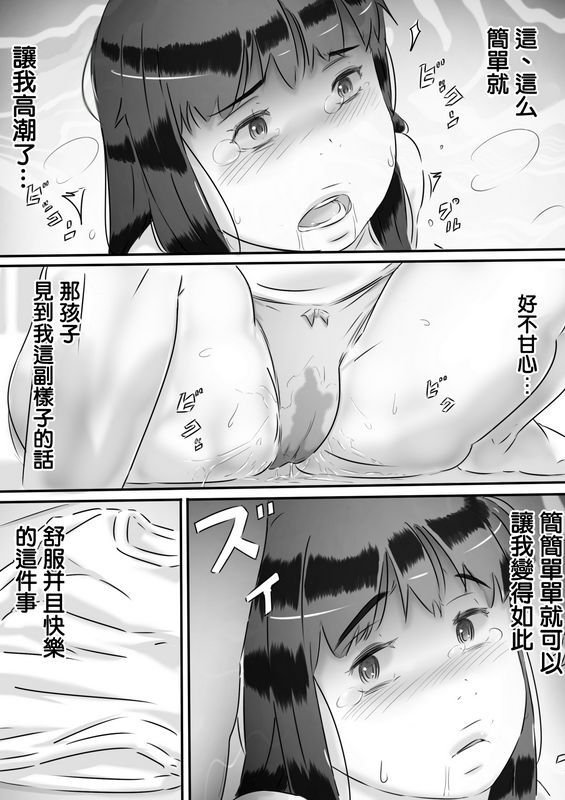 這、這么
簡單就
讓我高潮了…
好不甘心…
那孩子
見到我這副樣子的話
簡簡單單就可以
讓我變得如此
舒服并且快樂
的這件事
ズイ